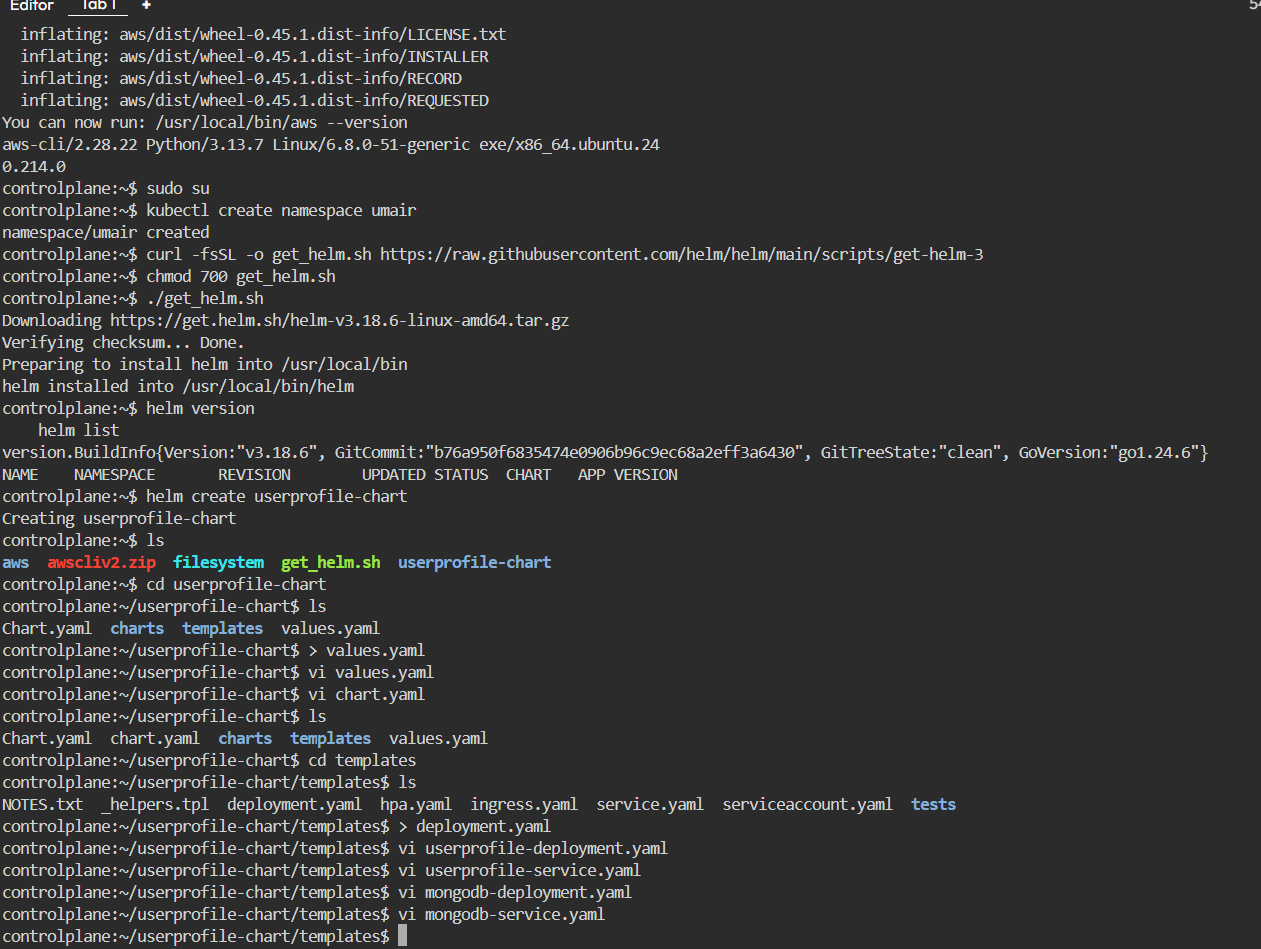 Editor Tab 1 +
inflating: aws/dist/wheel-0.45.1.dist-info/LICENSE.txt
inflating: aws/dist/wheel-0.45.1.dist-info/INSTALLER
inflating: aws/dist/wheel-0.45.1.dist-info/RECORD
inflating: aws/dist/wheel-0.45.1.dist-info/REQUESTED
You can now run: /usr/local/bin/aws --version
aws-cli/2.28.22 Python/3.13.7 Linux/6.8.0-51-generic exe/x86_64.ubuntu.24
0.214.0
controlplane:~$ sudo su
controlplane:~$ kubectl create namespace umair
namespace/umair created
controlplane:~$ curl -fsSL -o get_helm.sh https://raw.githubusercontent.com/helm/helm/main/scripts/get-helm-3
controlplane:~$ chmod 700 get_helm.sh
controlplane:~$ ./get_helm.sh
Downloading https://get.helm.sh/helm-v3.18.6-linux-amd64.tar.gz
Verifying checksum... Done.
Preparing to install helm into /usr/local/bin
helm installed into /usr/local/bin/helm
controlplane:~$ helm version
helm list
version.BuildInfo{Version:"v3.18.6", GitCommit:"b76a950f6835474e0906b96c9ec68a2eff3a6430", GitTreeState:"clean", GoVersion:"go1.24.6"}
NAME NAMESPACE REVISION UPDATED STATUS CHART APP VERSION
controlplane:~$ helm create userprofile-chart
Creating userprofile-chart
controlplane:~$ ls
aws awscliv2.zip filesystem get_helm.sh userprofile-chart
controlplane:~$ cd userprofile-chart
controlplane:~/userprofile-chart$ ls
Chart.yaml charts templates values.yaml
controlplane:~/userprofile-chart$ > values.yaml
controlplane:~/userprofile-chart$ vi values.yaml
controlplane:~/userprofile-chart$ vi chart.yaml
controlplane:~/userprofile-chart$ ls
Chart.yaml chart.yaml charts templates values.yaml
controlplane:~/userprofile-chart$ cd templates
controlplane:~/userprofile-chart/templates$ ls
NOTES.txt _helpers.tpl deployment.yaml hpa.yaml ingress.yaml service.yaml serviceaccount.yaml tests
controlplane:~/userprofile-chart/templates$ > deployment.yaml
controlplane:~/userprofile-chart/templates$ vi userprofile-deployment.yaml
controlplane:~/userprofile-chart/templates$ vi userprofile-service.yaml
controlplane:~/userprofile-chart/templates$ vi mongodb-deployment.yaml
controlplane:~/userprofile-chart/templates$ vi mongodb-service.yaml
controlplane:~/userprofile-chart/templates$